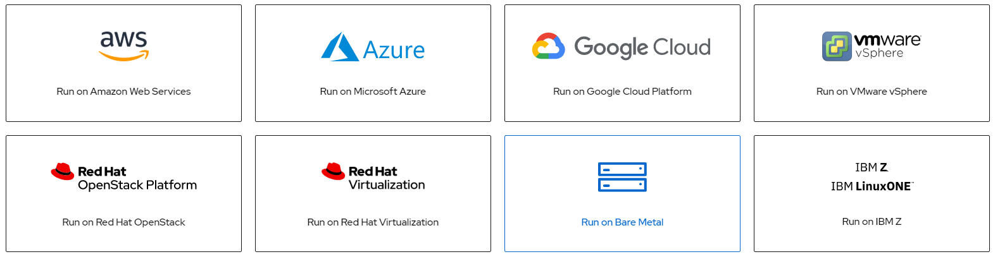 aws
Run on Amazon Web Services
Azure
Run on Microsoft Azure
Google Cloud
Run on Google Cloud Platform
vmware
vSphere
Run on VMware vSphere
Red Hat
OpenStack Platform
Run on Red Hat OpenStack
Red Hat
Virtualization
Run on Red Hat Virtualization
Run on Bare Metal
IBM Z
IBM LinuxONE™
Run on IBM Z